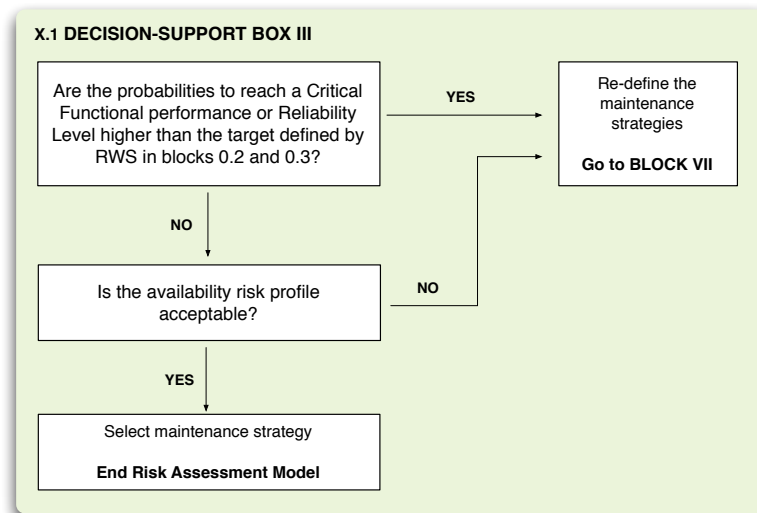 X.1 DECISION-SUPPORT BOX III
Are the probabilities to reach a Critical
Functional performance or Reliability
Level higher than the target defined by
RWS in blocks 0.2 and 0.3?
YES
Re-define the
maintenance
strategies
Go to BLOCK VII
NO
Is the availability risk profile
acceptable?
NO
YES
Select maintenance strategy
End Risk Assessment Model